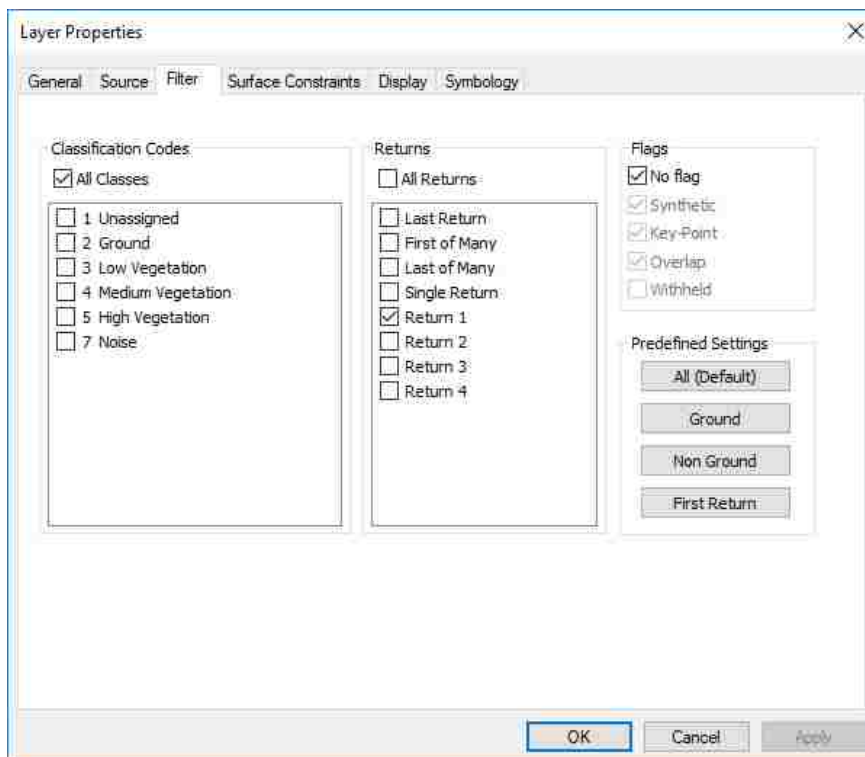 Layer Properties
General Source Filter Surface Constraints Display Symbology
Classification Codes
All Classes
1 Unassigned
2 Ground
3 Low Vegetation
4 Medium Vegetation
5 High Vegetation
7 Noise
Returns
All Returns
Last Return
First of Many
Last of Many
Single Return
Return 1
Return 2
Return 3
Return 4
Flags
No flag
Synthetic
Key-Point
Overlap
Withheld
Predefined Settings
All (Default)
Ground
Non Ground
First Return
OK Cancel Apply